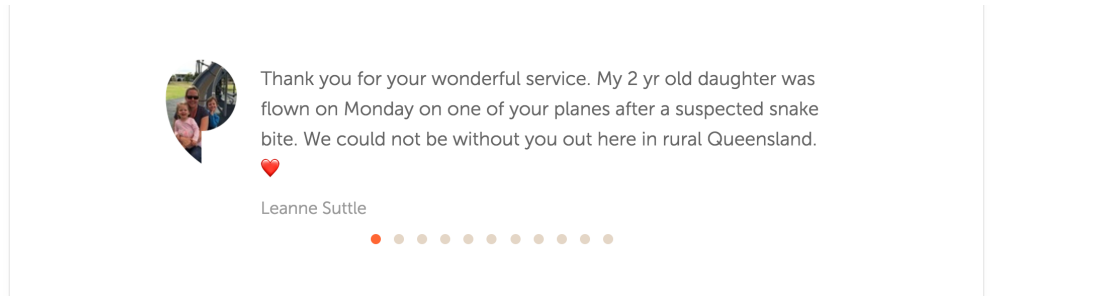 Thank you for your wonderful service. My 2 yr old daughter was
flown on Monday on one of your planes after a suspected snake
bite. We could not be without you out here in rural Queensland.
❤️
Leanne Suttle